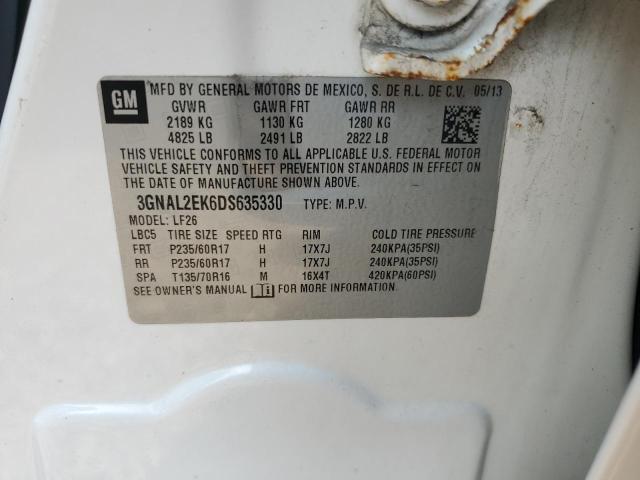 GM
MFD BY GENERAL MOTORS DE MEXICO, S. DE R.L. DE C.V. 05/13
GVWR GAWR FRT GAWR RR
2189 KG 1130 KG 1280 KG
4825 LB 2491 LB 2822 LB
THIS VEHICLE CONFORMS TO ALL APPLICABLE U.S. FEDERAL MOTOR
VEHICLE SAFETY AND THEFT PREVENTION STANDARDS IN EFFECT ON
THE DATE OF MANUFACTURE SHOWN ABOVE.
3GNAL2EK6DS635330 TYPE: M.P.V.
MODEL: LF26
LBC5 TIRE SIZE SPEED RTG RIM COLD TIRE PRESSURE
FRT P235/60R17 H 17X7J 240KPA(35PSI)
RR P235/60R17 H 17X7J 240KPA(35PSI)
SPA T135/70R16 M 16X4T 420KPA(60PSI)
SEE OWNER'S MANUAL FOR MORE INFORMATION.